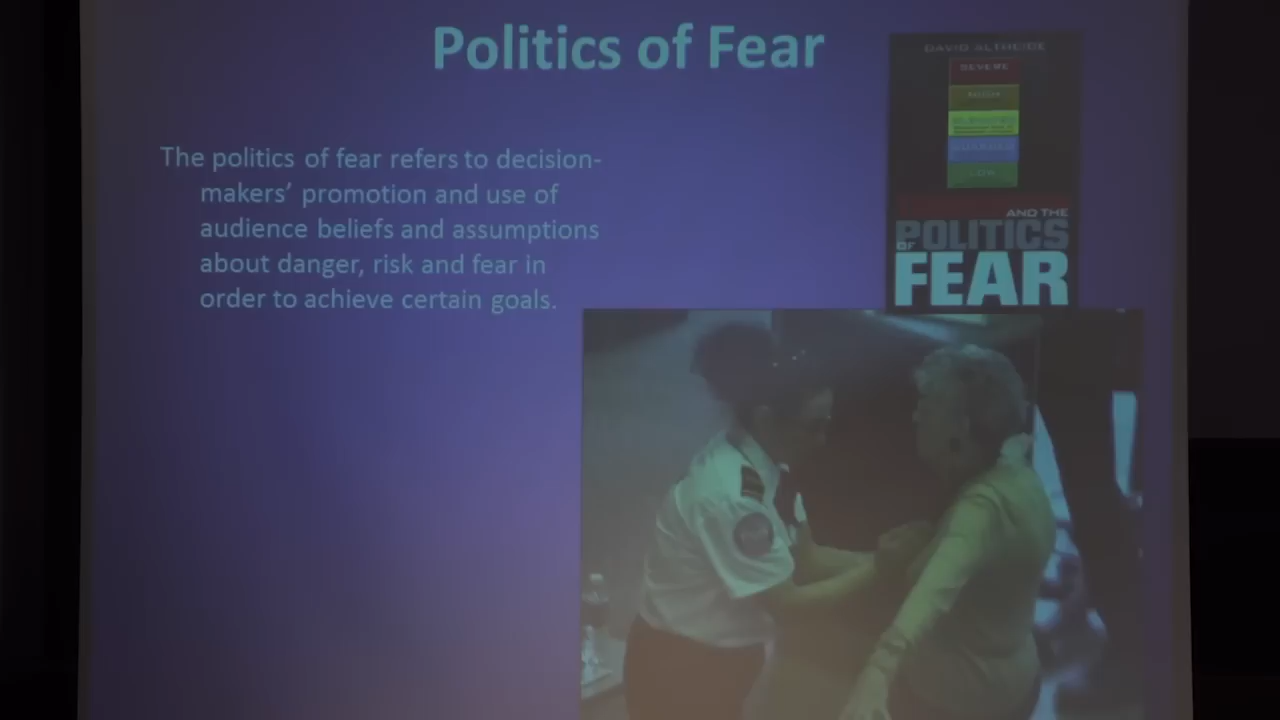 Politics of Fear
The politics of fear refers to decision-
makers’ promotion and use of
audience beliefs and assumptions
about danger, risk and fear in
order to achieve certain goals.
DAVID ALTHEIDE
SEVERE
GUARDED
LOW
AND THE
POLITICS
OF
FEAR